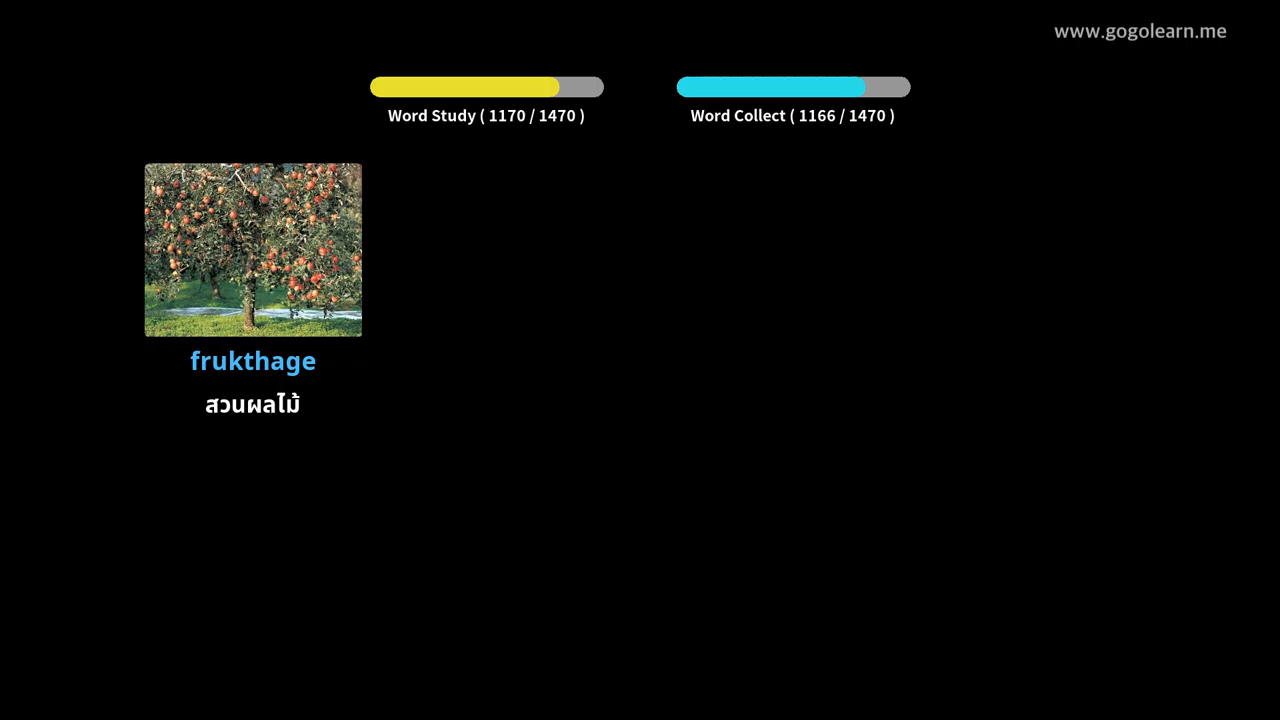 www.gogolearn.me
Word Study ( 1170 / 1470 )
Word Collect ( 1166 / 1470 )
frukthage
สวนผลไม้